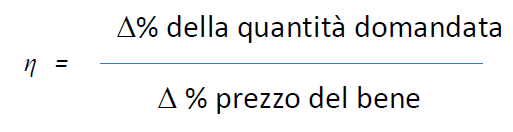 Δ% della quantità domandata
η =
Δ % prezzo del bene